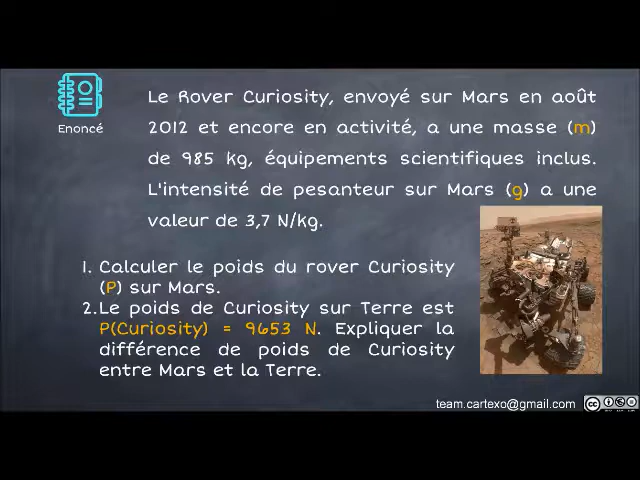 Le Rover Curiosity, envoyé sur Mars en août
Enoncé
2012 et encore en activité, a une masse (m)
de 985 kg, équipements scientifiques inclus.
L'intensité de pesanteur sur Mars (g) a une
valeur de 3,7 N/kg.
1. Calculer le poids du rover Curiosity
(P) sur Mars.
2. Le poids de Curiosity sur Terre est
P(Curiosity) = 9653 N. Expliquer la
différence de poids de Curiosity
entre Mars et la Terre.
team.cartexo@gmail.com